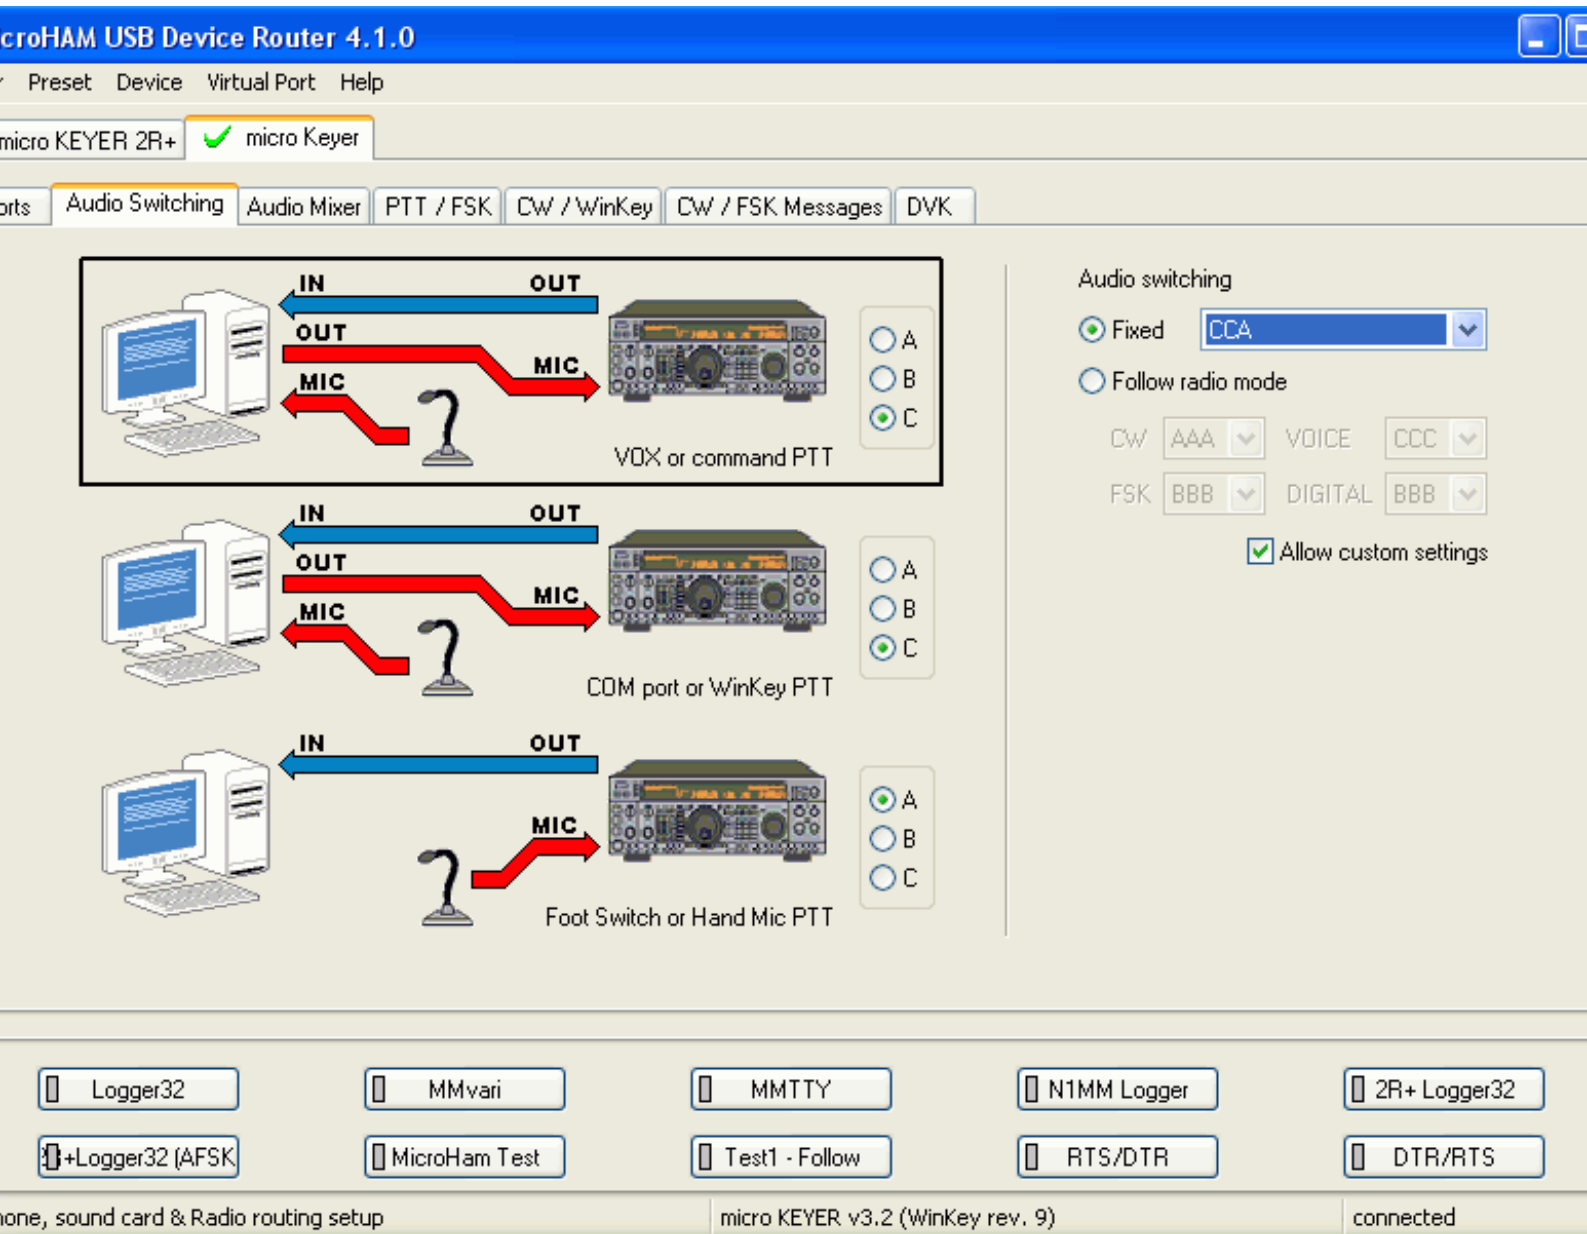 croHAM USB Device Router 4.1.0
Preset Device Virtual Port Help
micro KEYER 2R+ micro Keyer
orts Audio Switching Audio Mixer PTT / FSK CW / WinKey CW / FSK Messages DVK
IN OUT
OUT
MIC
MIC
A
B
C
VOX or command PTT
IN OUT
OUT
MIC
MIC
A
B
C
COM port or WinKey PTT
IN OUT
MIC
A
B
C
Foot Switch or Hand Mic PTT
Audio switching
Fixed CCA
Follow radio mode
CW AAA VOICE CCC
FSK BBB DIGITAL BBB
Allow custom settings
Logger32 MMvari MMTTY N1MM Logger 2R+ Logger32
+Logger32 (AFSK MicroHam Test Test1 - Follow RTS/DTR DTR/RTS
hone, sound card & Radio routing setup micro KEYER v3.2 (WinKey rev. 9) connected